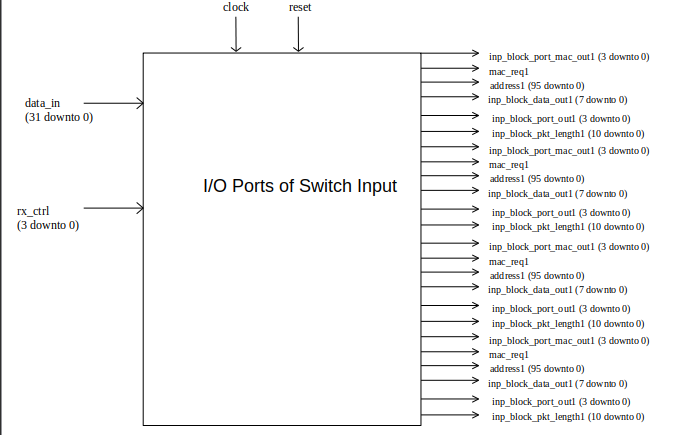 clock
reset
data_in
(31 downto 0)
rx_ctrl
(3 downto 0)
I/O Ports of Switch Input
inp_block_port_mac_out1 (3 downto 0)
mac_req1
address1 (95 downto 0)
inp_block_data_out1 (7 downto 0)
inp_block_port_out1 (3 downto 0)
inp_block_pkt_length1 (10 downto 0)
inp_block_port_mac_out1 (3 downto 0)
mac_req1
address1 (95 downto 0)
inp_block_data_out1 (7 downto 0)
inp_block_port_out1 (3 downto 0)
inp_block_pkt_length1 (10 downto 0)
inp_block_port_mac_out1 (3 downto 0)
mac_req1
address1 (95 downto 0)
inp_block_data_out1 (7 downto 0)
inp_block_port_out1 (3 downto 0)
inp_block_pkt_length1 (10 downto 0)
inp_block_port_mac_out1 (3 downto 0)
mac_req1
address1 (95 downto 0)
inp_block_data_out1 (7 downto 0)
inp_block_port_out1 (3 downto 0)
inp_block_pkt_length1 (10 downto 0)